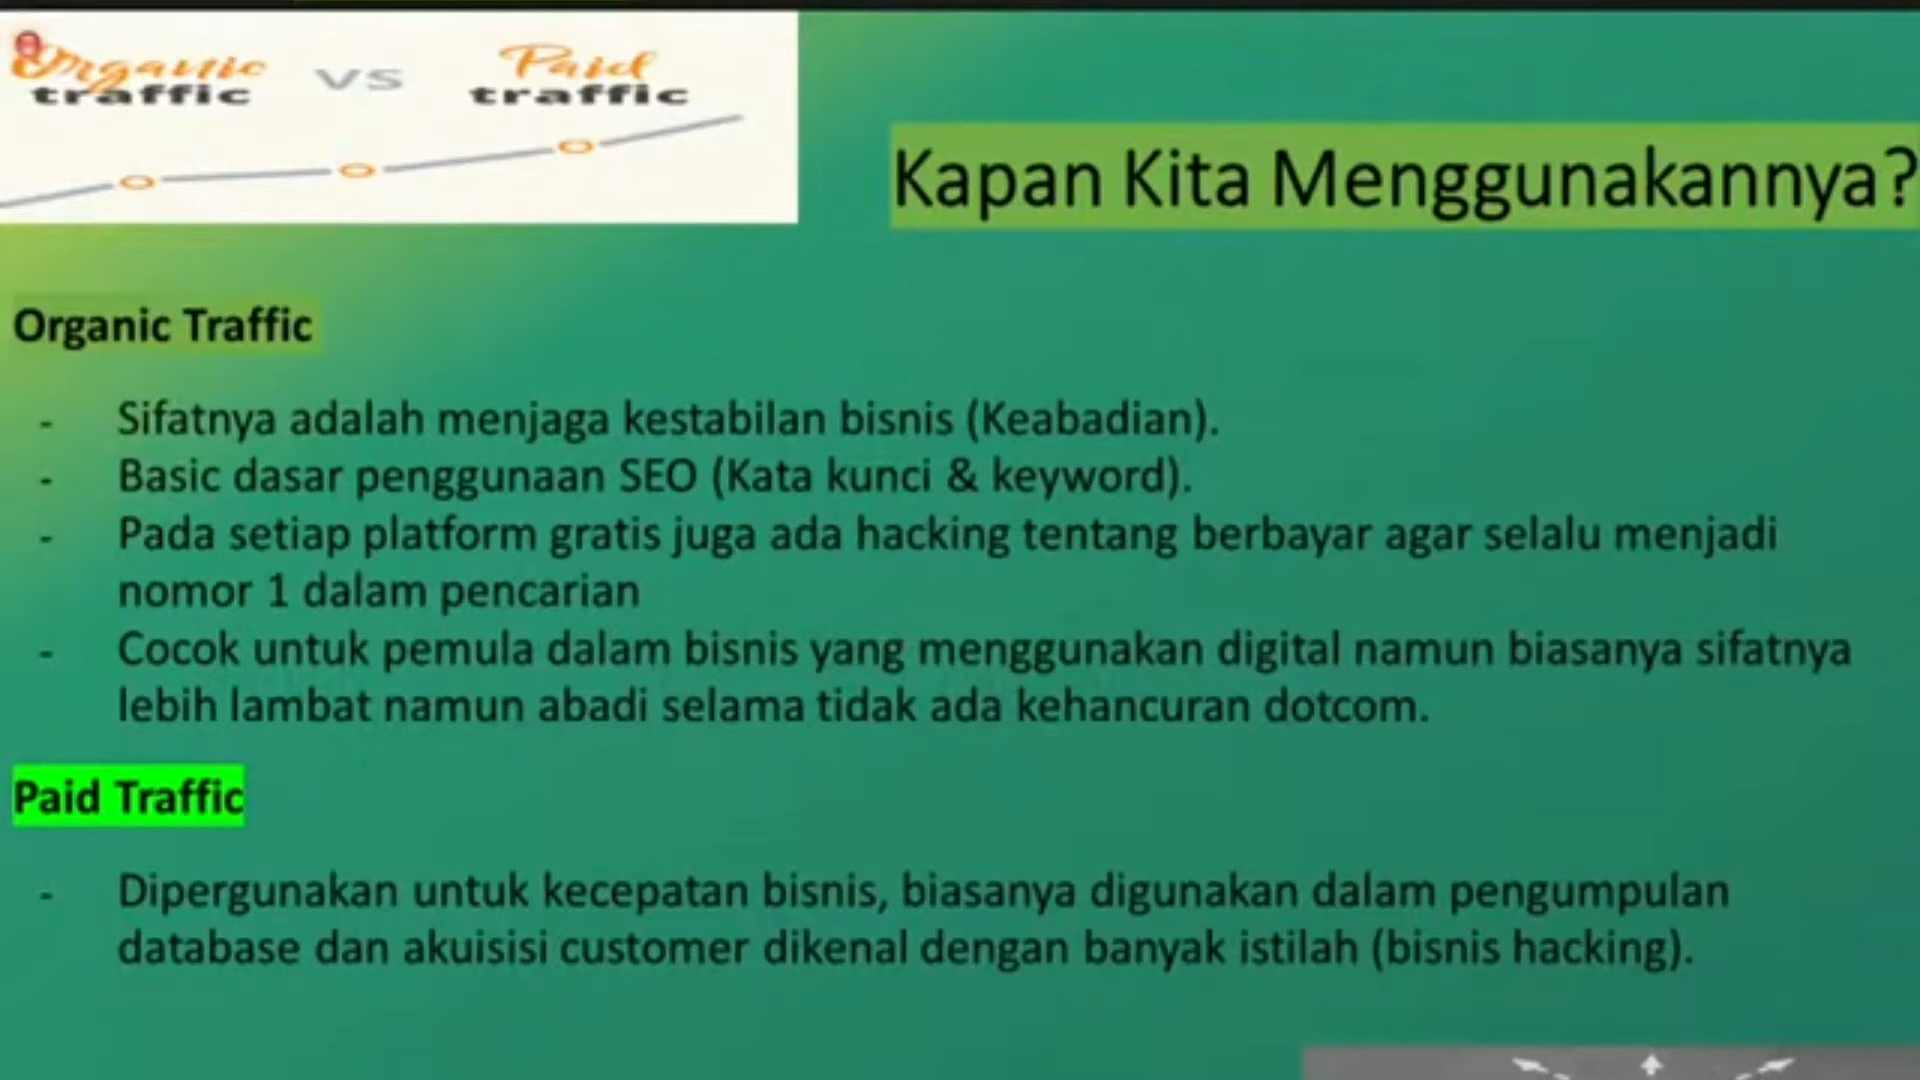 Organic vs Paid
traffic traffic
Kapan Kita Menggunakannya?
Organic Traffic
- Sifatnya adalah menjaga kestabilan bisnis (Keabadian).
- Basic dasar penggunaan SEO (Kata kunci & keyword).
- Pada setiap platform gratis juga ada hacking tentang berbayar agar selalu menjadi
nomor 1 dalam pencarian
- Cocok untuk pemula dalam bisnis yang menggunakan digital namun biasanya sifatnya
lebih lambat namun abadi selama tidak ada kehancuran dotcom.
Paid Traffic
- Dipergunakan untuk kecepatan bisnis, biasanya digunakan dalam pengumpulan
database dan akuisisi customer dikenal dengan banyak istilah (bisnis hacking).